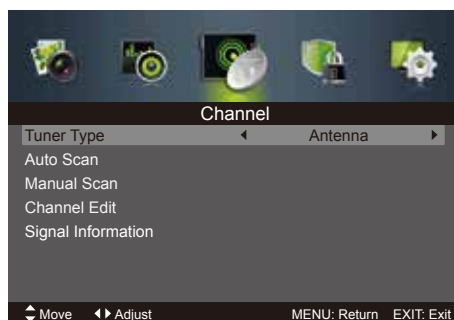 Channel
Tuner Type Antenna
Auto Scan
Manual Scan
Channel Edit
Signal Information
Move Adjust MENU: Return EXIT: Exit